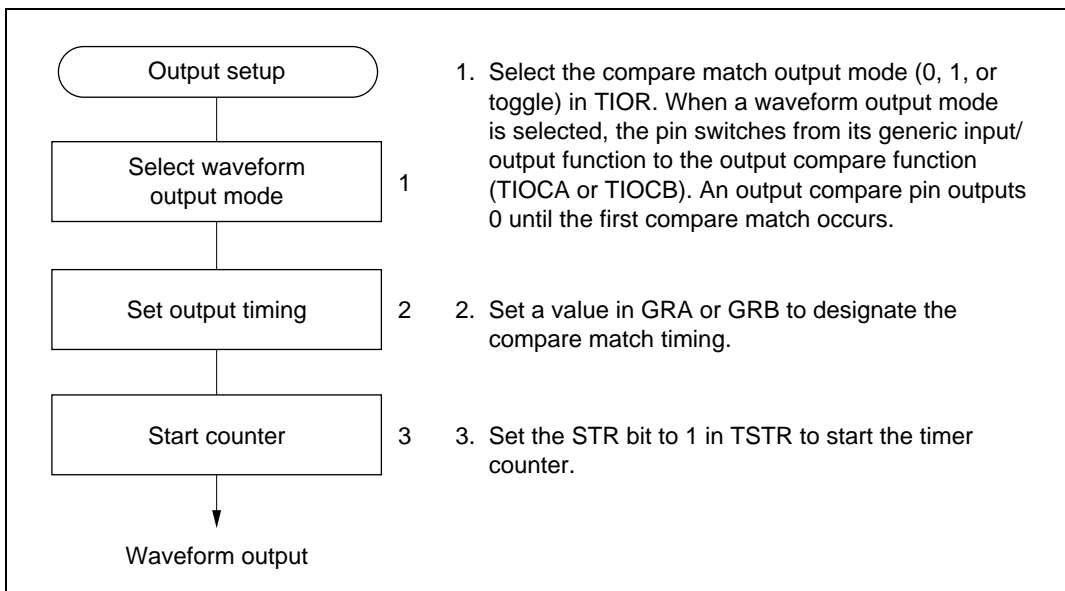 Output setup
Select waveform
output mode
1
Set output timing
2
Start counter
3
Waveform output
1. Select the compare match output mode (0, 1, or
toggle) in TIOR. When a waveform output mode
is selected, the pin switches from its generic input/
output function to the output compare function
(TIOCA or TIOCB). An output compare pin outputs
0 until the first compare match occurs.
2. Set a value in GRA or GRB to designate the
compare match timing.
3. Set the STR bit to 1 in TSTR to start the timer
counter.